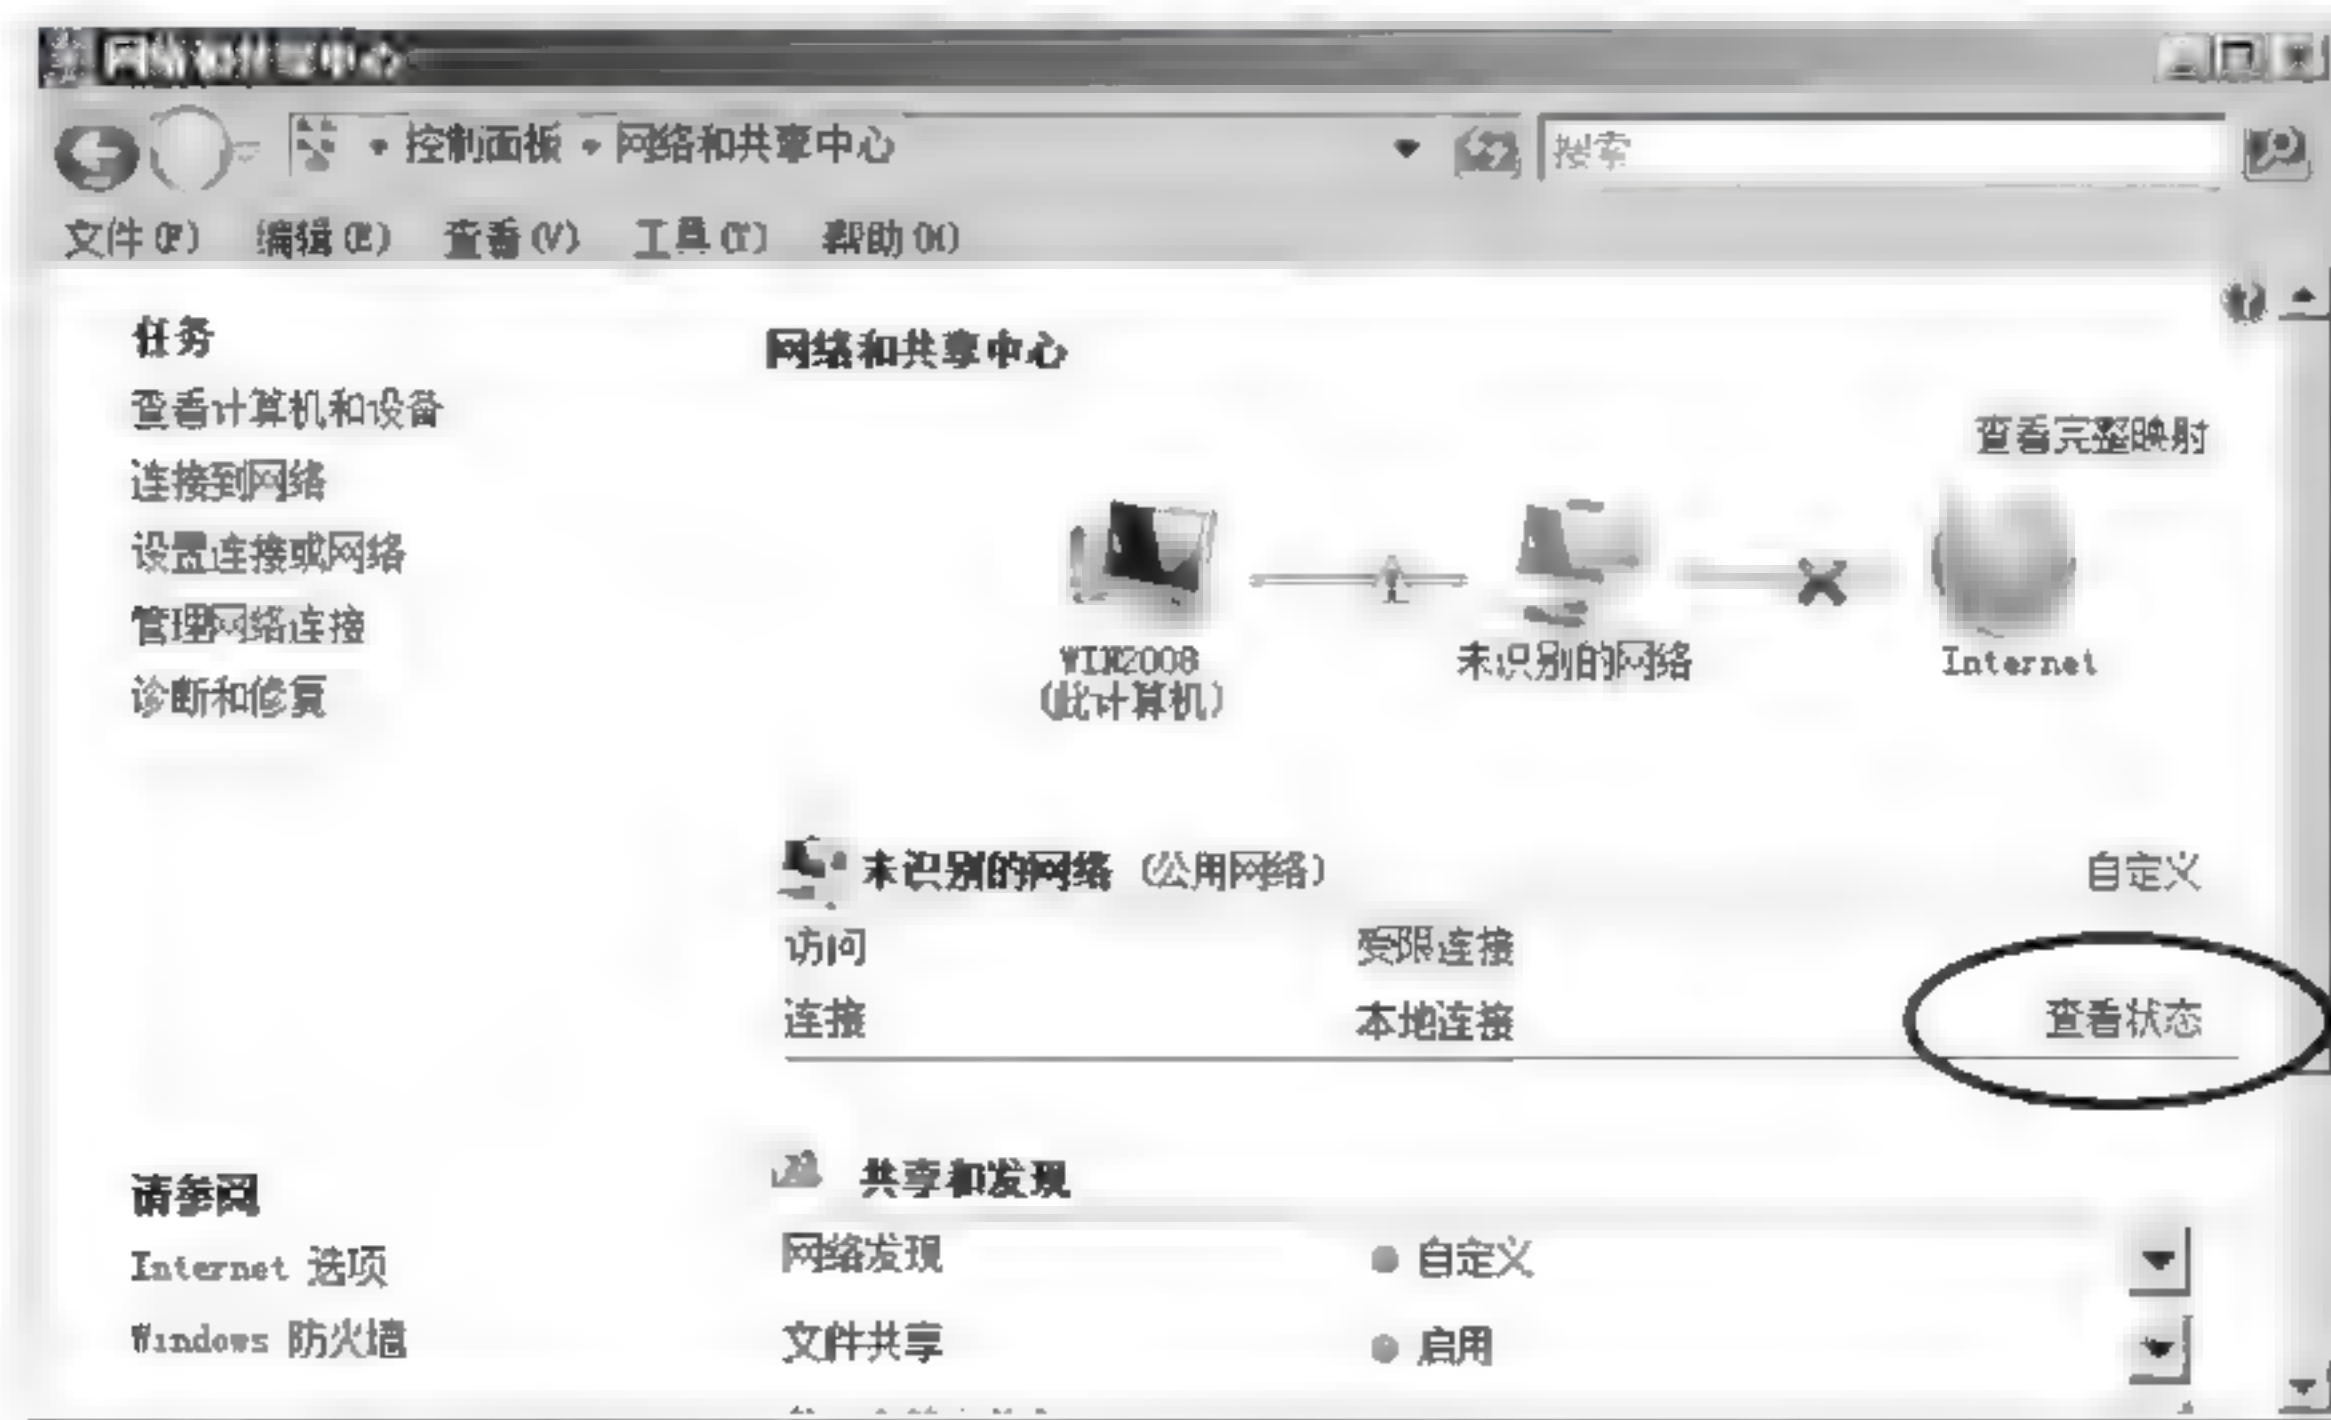 网络和共享中心
控制面板 网络和共享中心
搜索
文件(F) 编辑(E) 查看(V) 工具(T) 帮助(H)
任务
查看计算机和设备
连接到网络
设置连接或网络
管理网络连接
诊断和修复
网络和共享中心
查看完整映射
WIN2008
(此计算机)
未识别的网络
Internet
未识别的网络 (公用网络)
自定义
访问
受限连接
连接
本地连接
查看状态
共享和发现
网络发现
自定义
文件共享
启用
请参阅
Internet 选项
Windows 防火墙